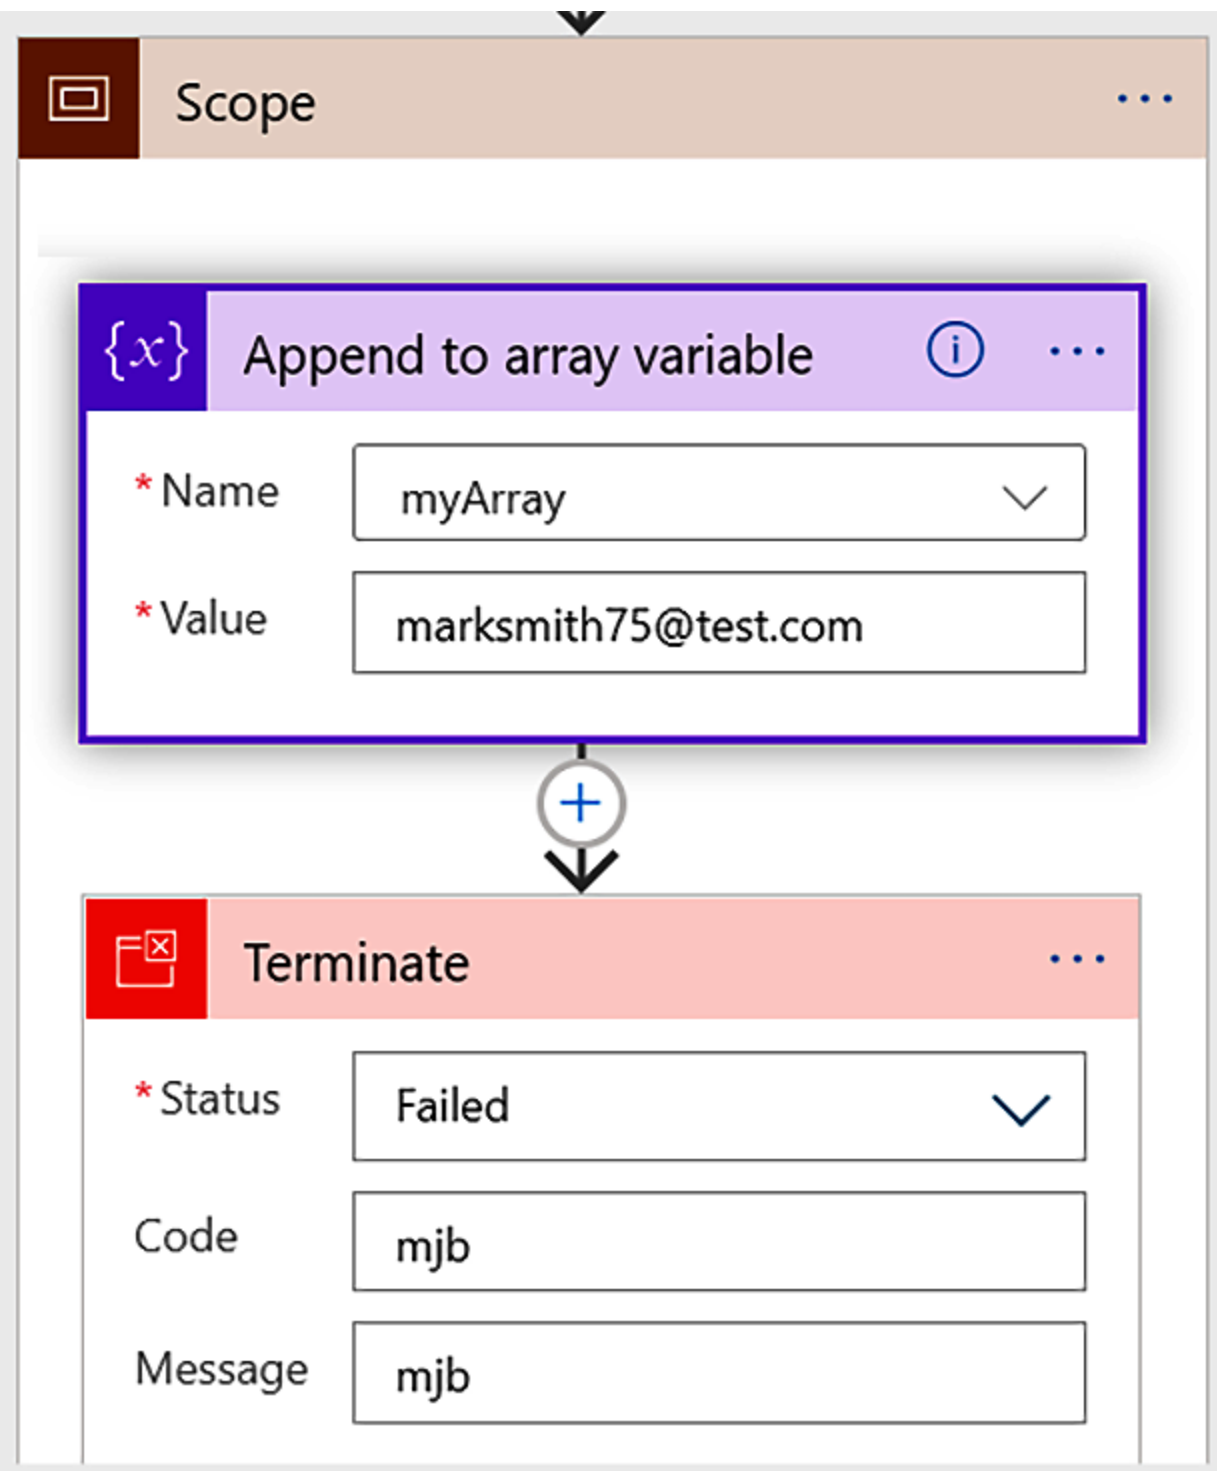 Scope
{x} Append to array variable
* Name myArray
* Value marksmith75@test.com
Terminate
* Status Failed
Code mjb
Message mjb